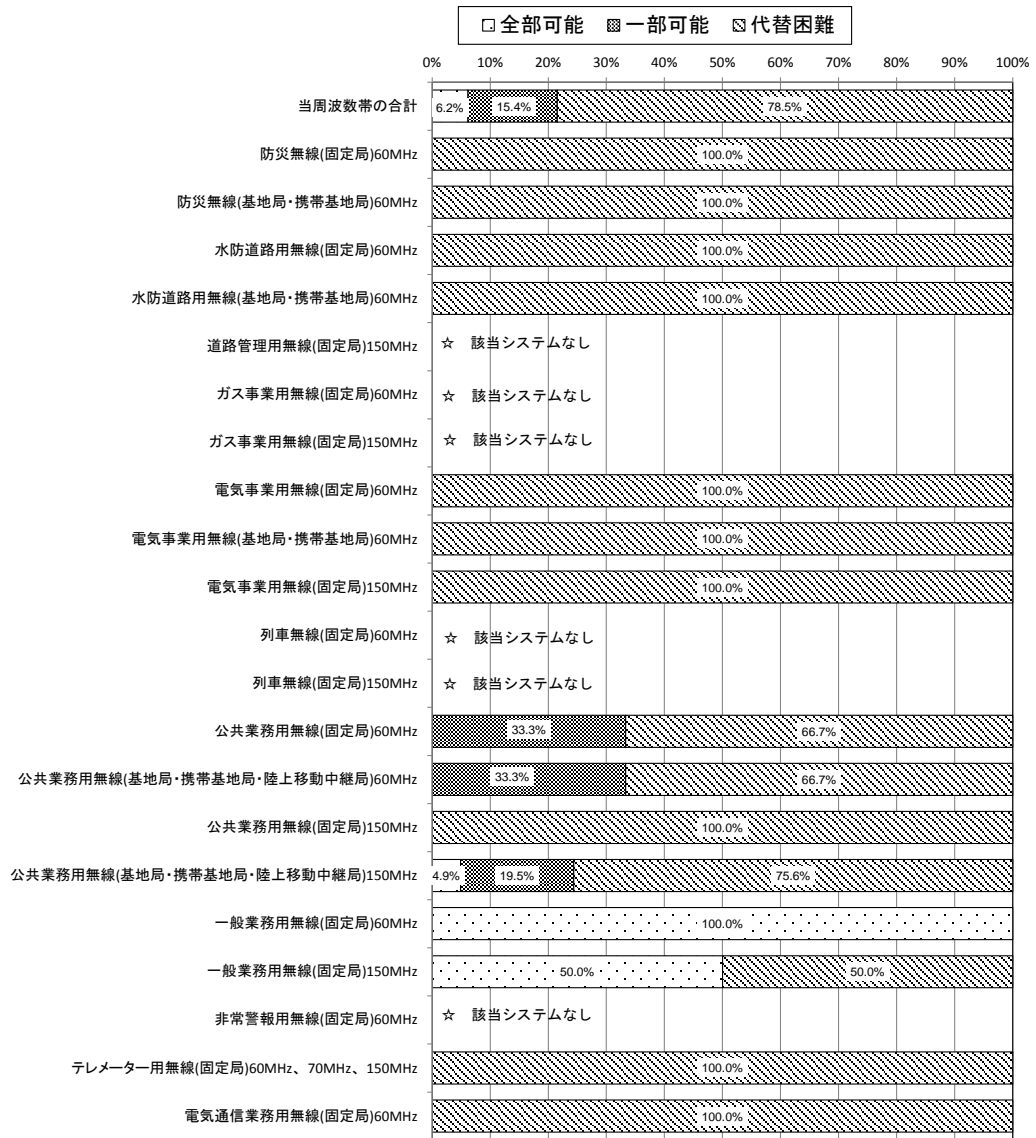 全部可能 一部可能 代替困難
0% 10% 20% 30% 40% 50% 60% 70% 80% 90% 100%
当周波数帯の合計 6.2% 15.4% 78.5%
防災無線(固定局)60MHz 100.0%
防災無線(基地局・携帯基地局)60MHz 100.0%
水防道路用無線(固定局)60MHz 100.0%
水防道路用無線(基地局・携帯基地局)60MHz 100.0%
道路管理用無線(固定局)150MHz ☆ 該当システムなし
ガス事業用無線(固定局)60MHz ☆ 該当システムなし
ガス事業用無線(固定局)150MHz ☆ 該当システムなし
電気事業用無線(固定局)60MHz 100.0%
電気事業用無線(基地局・携帯基地局)60MHz 100.0%
電気事業用無線(固定局)150MHz 100.0%
列車無線(固定局)60MHz ☆ 該当システムなし
列車無線(固定局)150MHz ☆ 該当システムなし
公共業務用無線(固定局)60MHz 33.3% 66.7%
公共業務用無線(基地局・携帯基地局・陸上移動中継局)60MHz 33.3% 66.7%
公共業務用無線(固定局)150MHz 100.0%
公共業務用無線(基地局・携帯基地局・陸上移動中継局)150MHz 4.9% 19.5% 75.6%
一般業務用無線(固定局)60MHz 100.0%
一般業務用無線(固定局)150MHz 50.0% 50.0%
非常警報用無線(固定局)60MHz ☆ 該当システムなし
テレメーター用無線(固定局)60MHz、70MHz、150MHz 100.0%
電気通信業務用無線(固定局)60MHz 100.0%